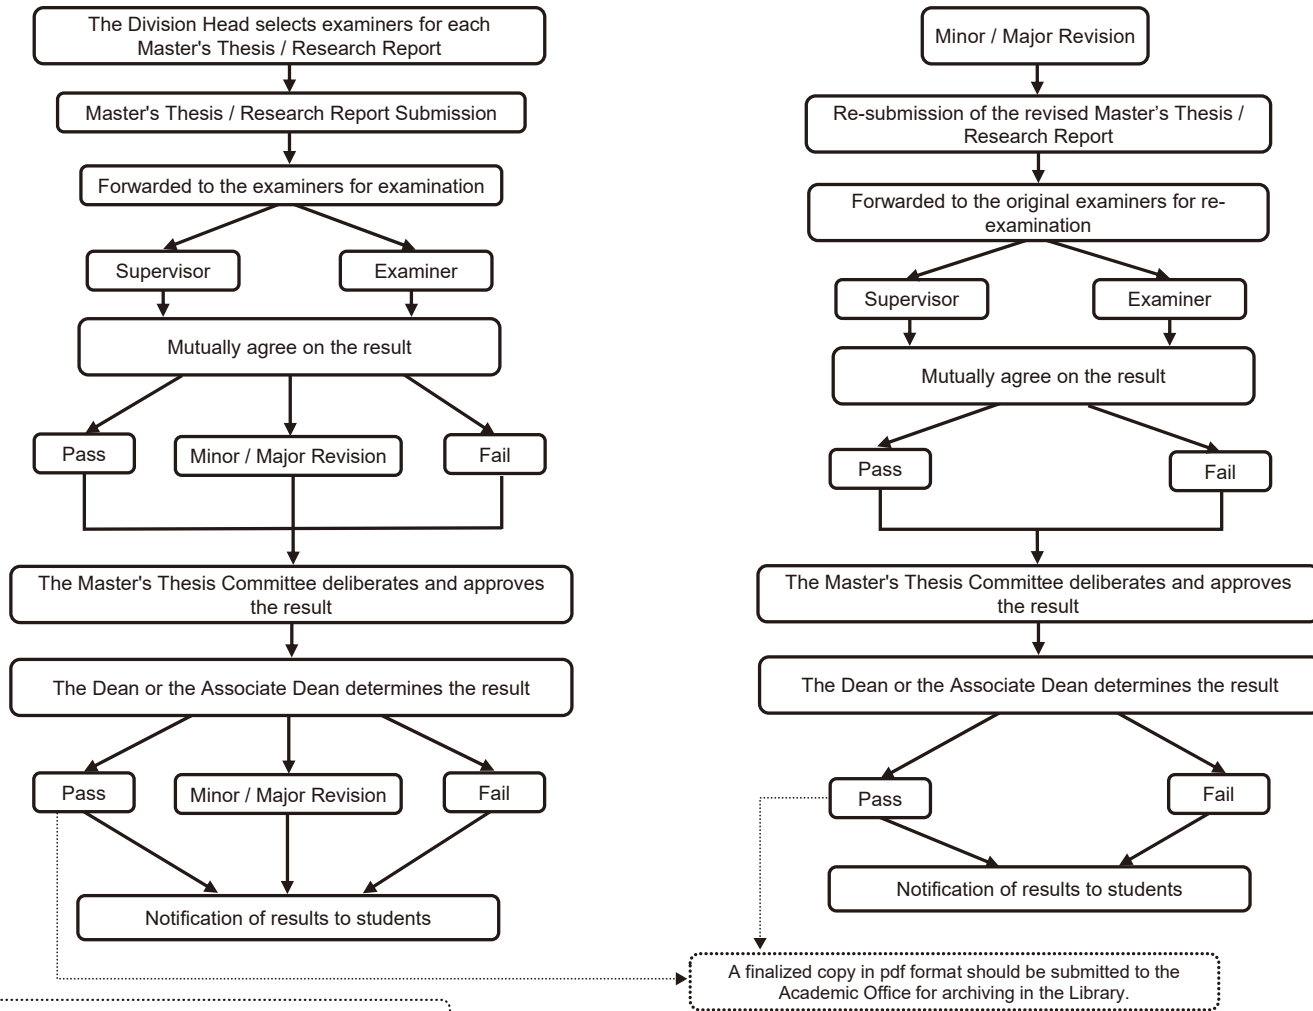 The Division Head selects examiners for each
Master's Thesis / Research Report
Master's Thesis / Research Report Submission
Forwarded to the examiners for examination
Supervisor
Examiner
Mutually agree on the result
Pass
Minor / Major Revision
Fail
The Master's Thesis Committee deliberates and approves
the result
The Dean or the Associate Dean determines the result
Pass
Minor / Major Revision
Fail
Notification of results to students
Minor / Major Revision
Re-submission of the revised Master’s Thesis /
Research Report
Forwarded to the original examiners for re-
examination
Supervisor
Examiner
Mutually agree on the result
Pass
Fail
The Master's Thesis Committee deliberates and approves
the result
The Dean or the Associate Dean determines the result
Pass
Fail
Notification of results to students
A finalized copy in pdf format should be submitted to the
Academic Office for archiving in the Library.